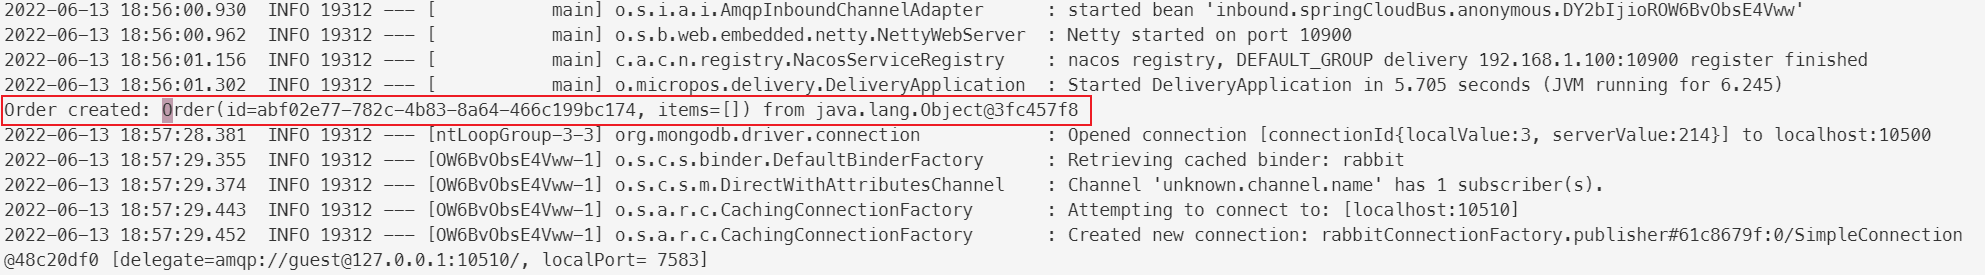 2022-06-13 18:56:00.930  INFO 19312 --- [           main] o.s.i.a.i.AmqpInboundChannelAdapter      : started bean 'inbound.springCloudBus.anonymous.DY2bIjioROW6BvObsE4Vww'
2022-06-13 18:56:00.962  INFO 19312 --- [           main] o.s.b.web.embedded.netty.NettyWebServer  : Netty started on port 10900
2022-06-13 18:56:01.156  INFO 19312 --- [           main] c.a.c.n.registry.NacosServiceRegistry    : nacos registry, DEFAULT_GROUP delivery 192.168.1.100:10900 register finished
2022-06-13 18:56:01.302  INFO 19312 --- [           main] o.micropos.delivery.DeliveryApplication  : Started DeliveryApplication in 5.705 seconds (JVM running for 6.245)
Order created: Order(id=abf02e77-782c-4b83-8a64-466c199bc174, items=[]) from java.lang.Object@3fc457f8
2022-06-13 18:57:28.381  INFO 19312 --- [ntLoopGroup-3-3] org.mongodb.driver.connection            : Opened connection [connectionId{localValue:3, serverValue:214}] to localhost:10500
2022-06-13 18:57:29.355  INFO 19312 --- [OW6BvObsE4Vww-1] o.s.c.s.binder.DefaultBinderFactory      : Retrieving cached binder: rabbit
2022-06-13 18:57:29.374  INFO 19312 --- [OW6BvObsE4Vww-1] o.s.c.s.m.DirectWithAttributesChannel    : Channel 'unknown.channel.name' has 1 subscriber(s).
2022-06-13 18:57:29.443  INFO 19312 --- [OW6BvObsE4Vww-1] o.s.a.r.c.CachingConnectionFactory       : Attempting to connect to: [localhost:10510]
2022-06-13 18:57:29.452  INFO 19312 --- [OW6BvObsE4Vww-1] o.s.a.r.c.CachingConnectionFactory       : Created new connection: rabbitConnectionFactory.publisher#61c8679f:0/SimpleConnection
@48c20df0 [delegate=amqp://guest@127.0.0.1:10510/, localPort= 7583]